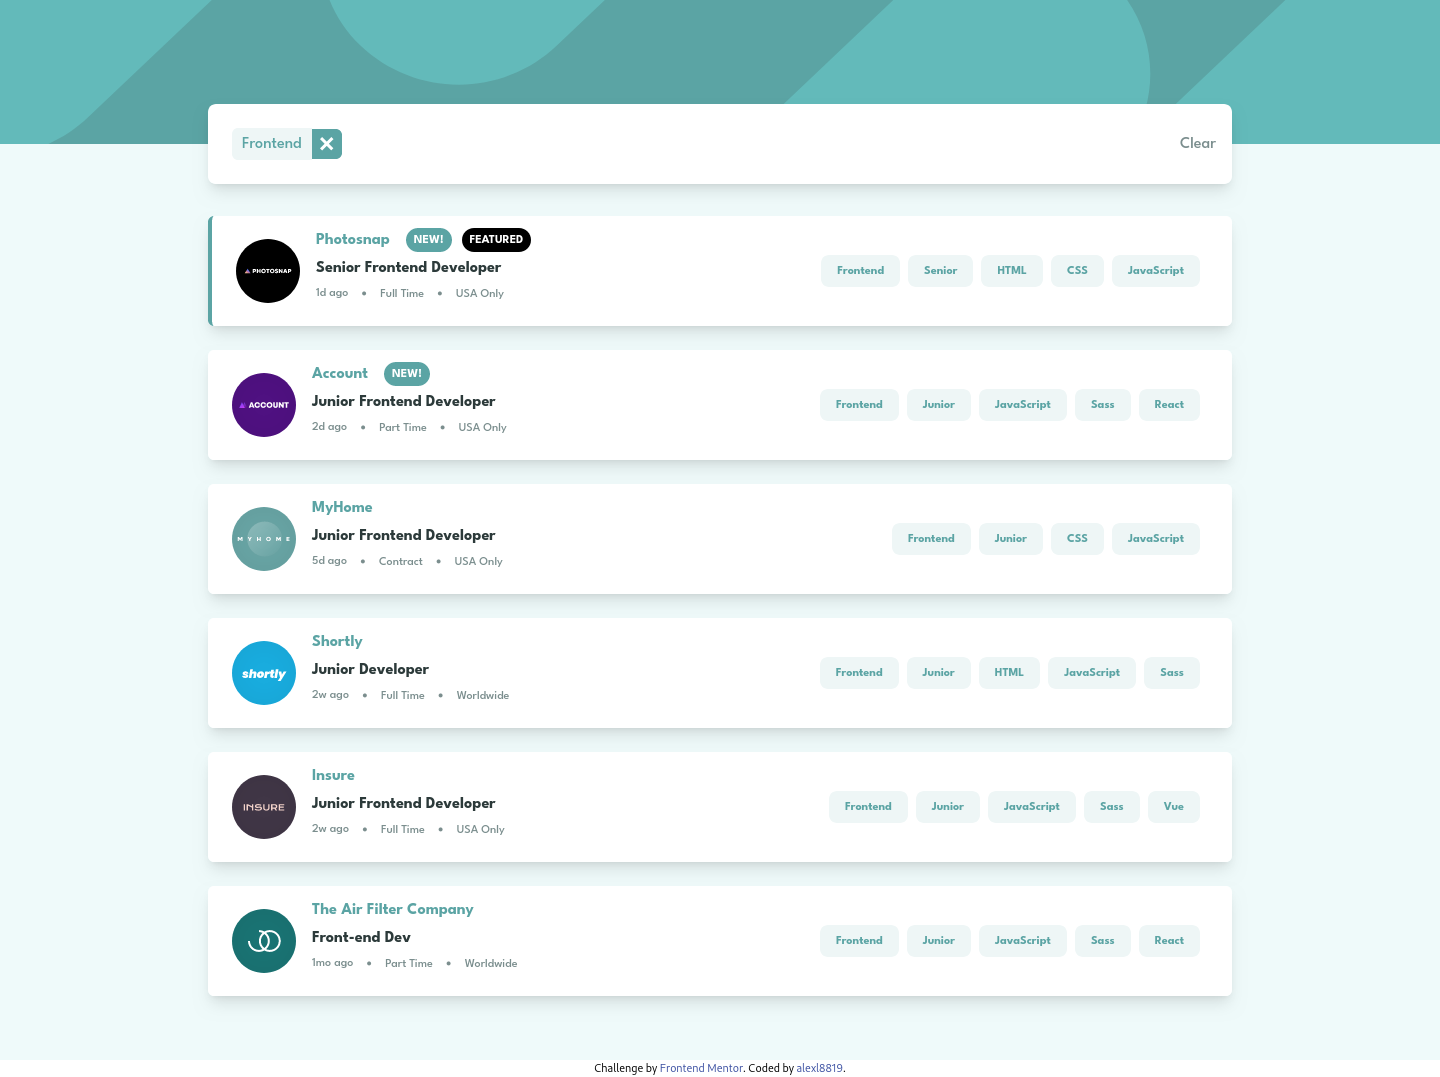 Frontend
Clear
PHOTOSNAP
Photosnap NEW! FEATURED
Senior Frontend Developer
1d ago • Full Time • USA Only
Frontend Senior HTML CSS JavaScript
ACCOUNT
Account NEW!
Junior Frontend Developer
2d ago • Part Time • USA Only
Frontend Junior JavaScript Sass React
MYHOME
MyHome
Junior Frontend Developer
5d ago • Contract • USA Only
Frontend Junior CSS JavaScript
shortly
Shortly
Junior Developer
2w ago • Full Time • Worldwide
Frontend Junior HTML JavaScript Sass
INSURE
Insure
Junior Frontend Developer
2w ago • Full Time • USA Only
Frontend Junior JavaScript Sass Vue
The Air Filter Company
Front-end Dev
1mo ago • Part Time • Worldwide
Frontend Junior JavaScript Sass React
Challenge by Frontend Mentor. Coded by alexl8819.